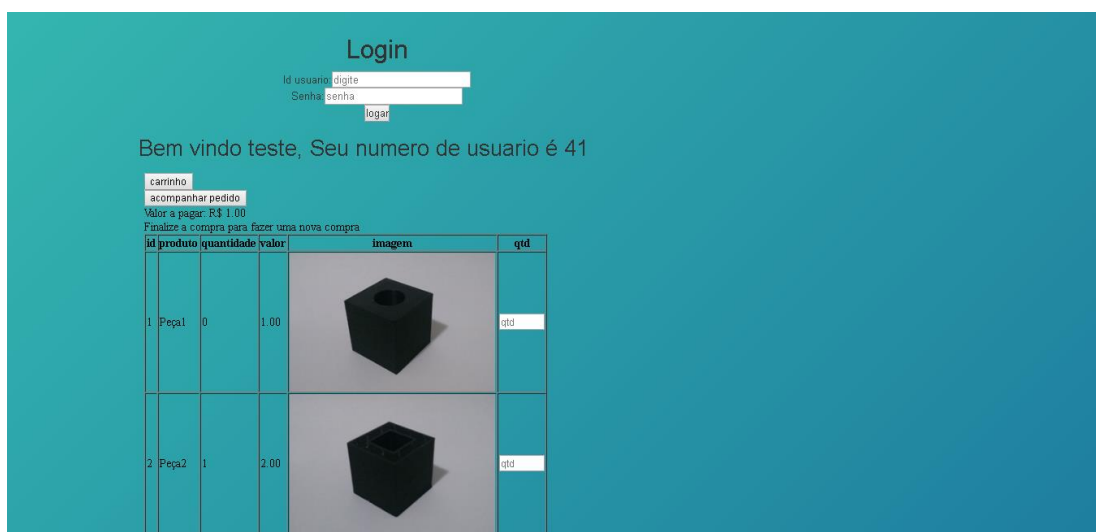 Login
Id usuario: digite
Senha: senha
logar
Bem vindo teste, Seu numero de usuario é 41
carrinho
acompanhar pedido
Valor a pagar: R$ 1.00
Finalize a compra para fazer uma nova compra
id produto quantidade valor imagem qtd
1 Peça1 0 1.00 qtd
2 Peça2 1 2.00 qtd